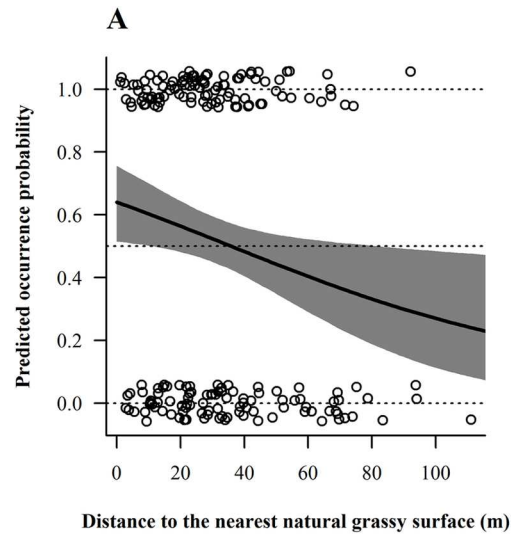 A
Predicted occurrence probability
1.0
0.8
0.6
0.4
0.2
0.0
0 20 40 60 80 100
Distance to the nearest natural grassy surface (m)